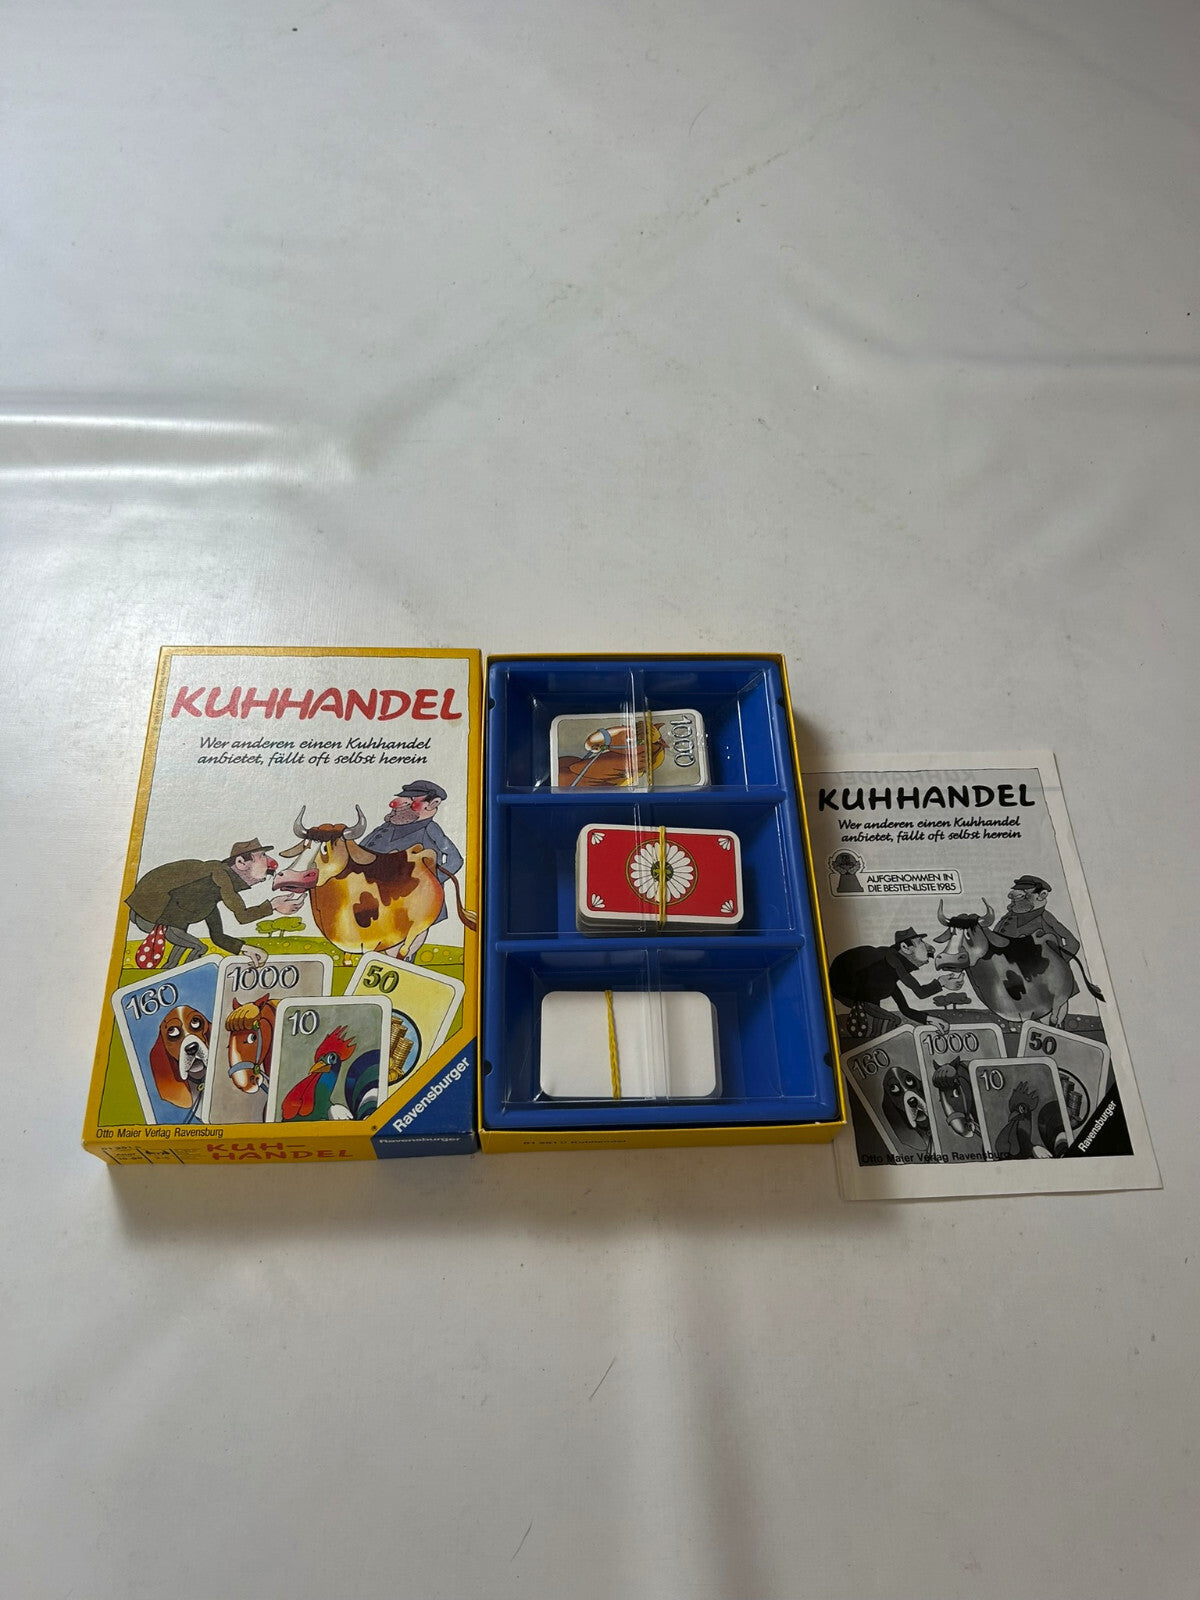 KUHHANDEL
Wer anderen einen Kuhhandel
anbietet, fällt oft selbst herein
160
1000
50
10
Ravensburger
Otto Maier Verlag Ravensburg
KUH-
HANDEL
Ravensburger
1000
Kuhhandel
KUHHANDEL
Wer anderen einen Kuhhandel
anbietet, fällt oft selbst herein
AUFGENOMMEN IN
DIE BESTENLISTE 1985
160
1000
50
10
Ravensburger
Otto Maier Verlag Ravensburg